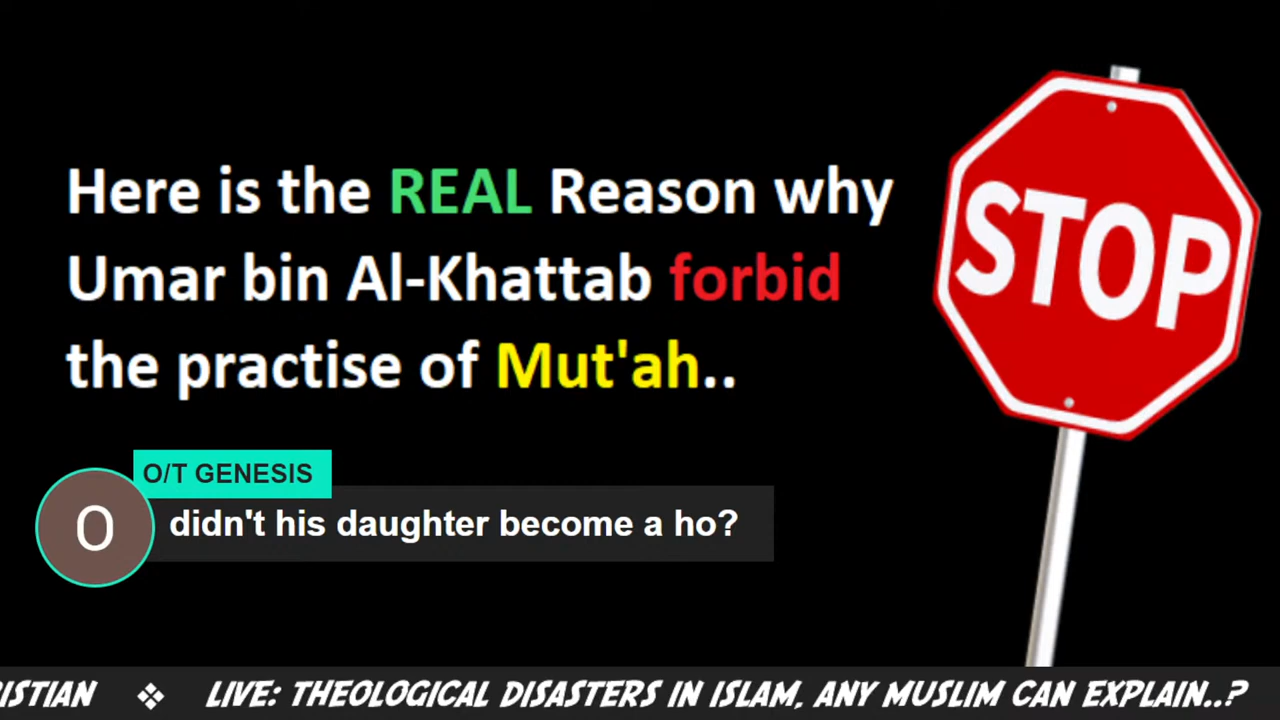 Here is the REAL Reason why
Umar bin Al-Khattab forbid
the practise of Mut'ah..
STOP
O/T GENESIS
O
didn't his daughter become a ho?
ISTIAN ❖ LIVE: THEOLOGICAL DISASTERS IN ISLAM, ANY MUSLIM CAN EXPLAIN..?